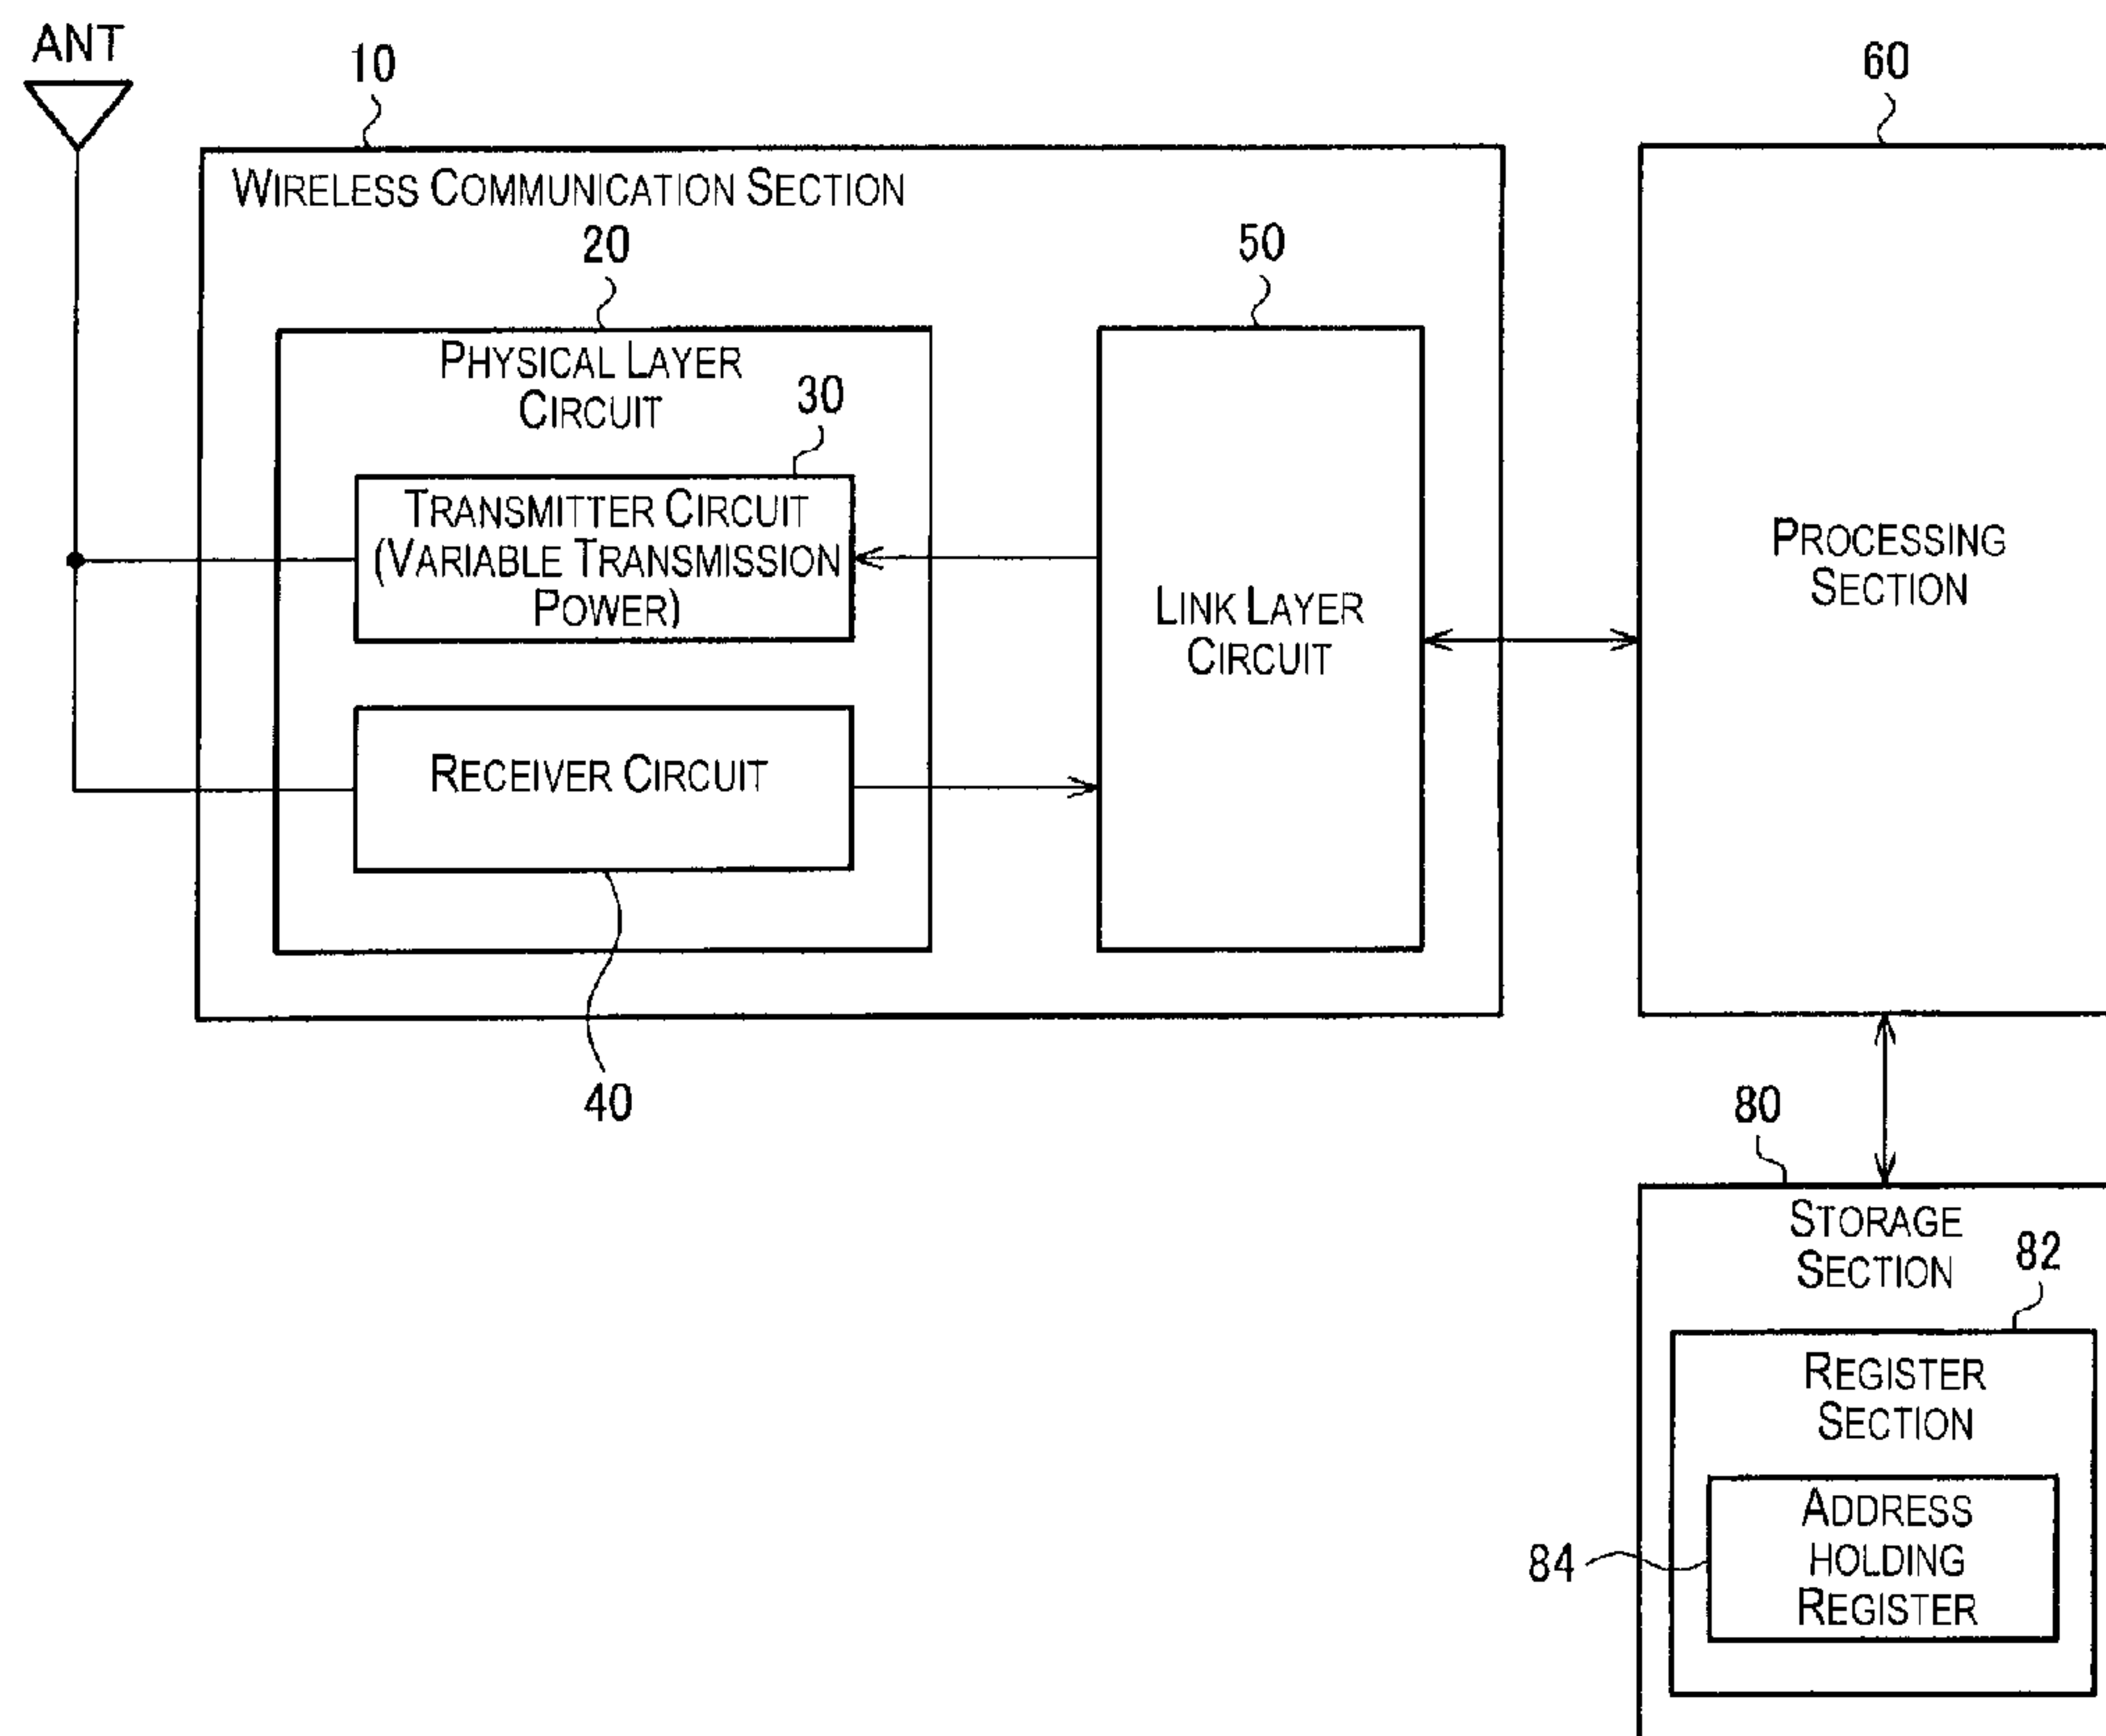 ANT
10
60
WIRELESS COMMUNICATION SECTION
20
50
PHYSICAL LAYER
CIRCUIT
30
TRANSMITTER CIRCUIT
(VARIABLE TRANSMISSION
POWER)
PROCESSING
SECTION
LINK LAYER
CIRCUIT
RECEIVER CIRCUIT
40
80
STORAGE
SECTION
82
REGISTER
SECTION
84
ADDRESS
HOLDING
REGISTER